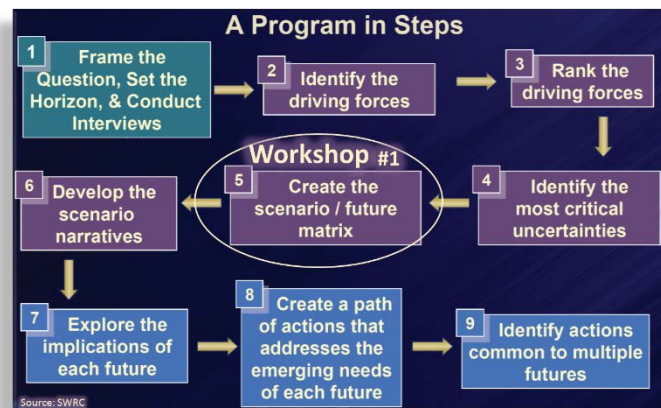 A Program in Steps
1
Frame the
Question, Set the
Horizon, & Conduct
Interviews
2
Identify the
driving forces
3
Rank the
driving forces
Workshop #1
6
Develop the
scenario
narratives
5
Create the
scenario / future
matrix
4
Identify the
most critical
uncertainties
7
Explore the
implications of
each future
8
Create a path
of actions that
addresses the
emerging needs
of each future
9
Identify actions
common to multiple
futures
Source: SWRC